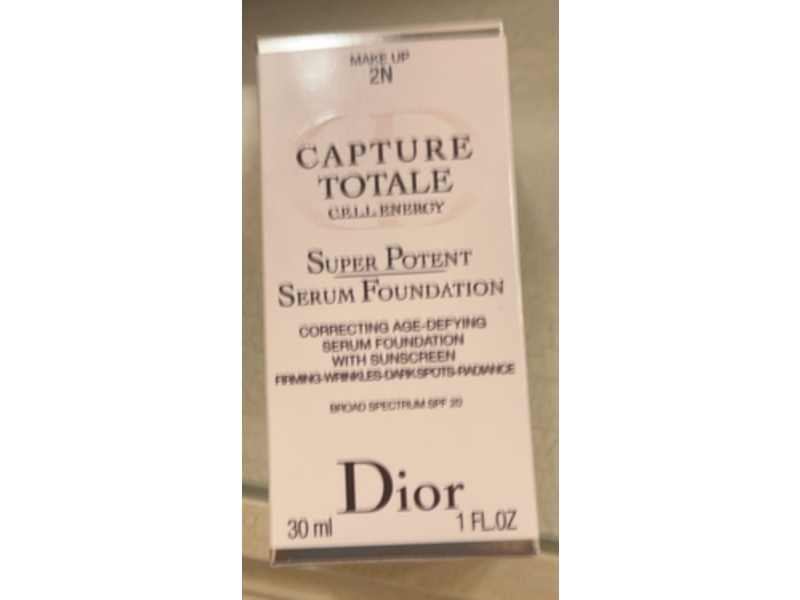 MAKE UP
2N
CAPTURE
TOTALE
C.E.L.L. ENERGY
SUPER POTENT
SERUM FOUNDATION
CORRECTING AGE-DEFYING
SERUM FOUNDATION
WITH SUNSCREEN
FIRMING-WRINKLES-DARK SPOTS-RADIANCE
BROAD SPECTRUM SPF 20
Dior
30 ml 1 FL.OZ